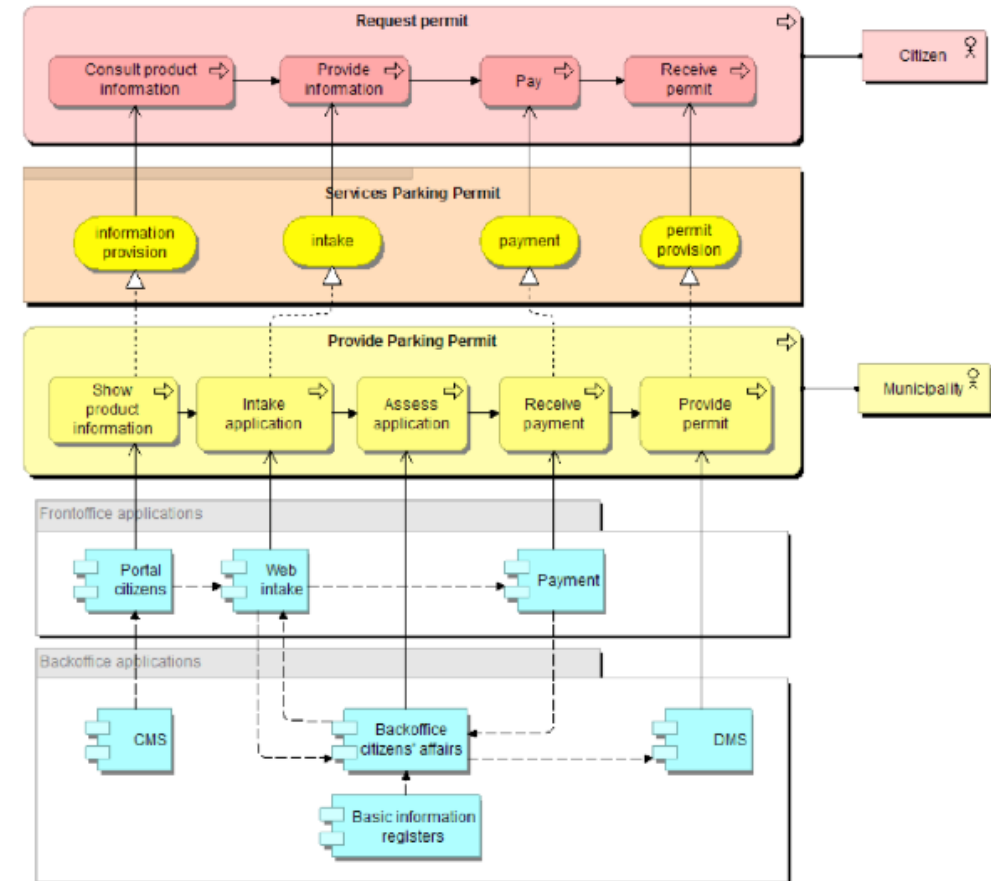 Request permit
Consult product
information
Provide
information
Pay
Receive
permit
Citizen
Services Parking Permit
information
provision
intake
payment
permit
provision
Provide Parking Permit
Show
product
information
Intake
application
Assess
application
Receive
payment
Provide
permit
Municipality
Frontoffice applications
Portal
citizens
Web
intake
Payment
Backoffice applications
CMS
Backoffice
citizens' affairs
DMS
Basic information
registers